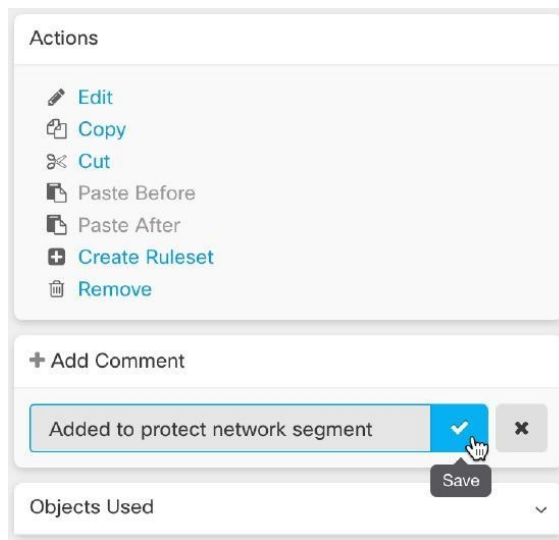 Actions
Edit
Copy
Cut
Paste Before
Paste After
Create Ruleset
Remove
Add Comment
Added to protect network segment
Save
Objects Used